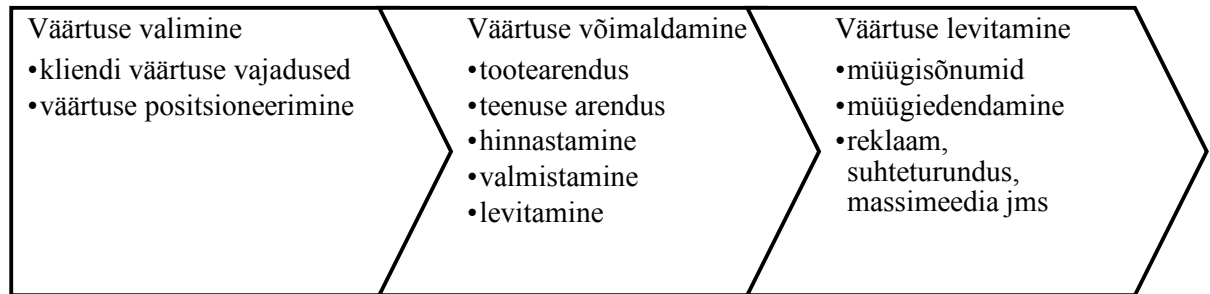 Väärtuse valimine
•kliendi väärtuse vajadused
•väärtuse positsioneerimine
Väärtuse võimaldamine
•tootearendus
•teenuse arendus
•hinnastamine
•valmistamine
•levitamine
Väärtuse levitamine
•müügisõnumid
•müügiedendamine
•reklaam,
suhteturundus,
massimeedia jms